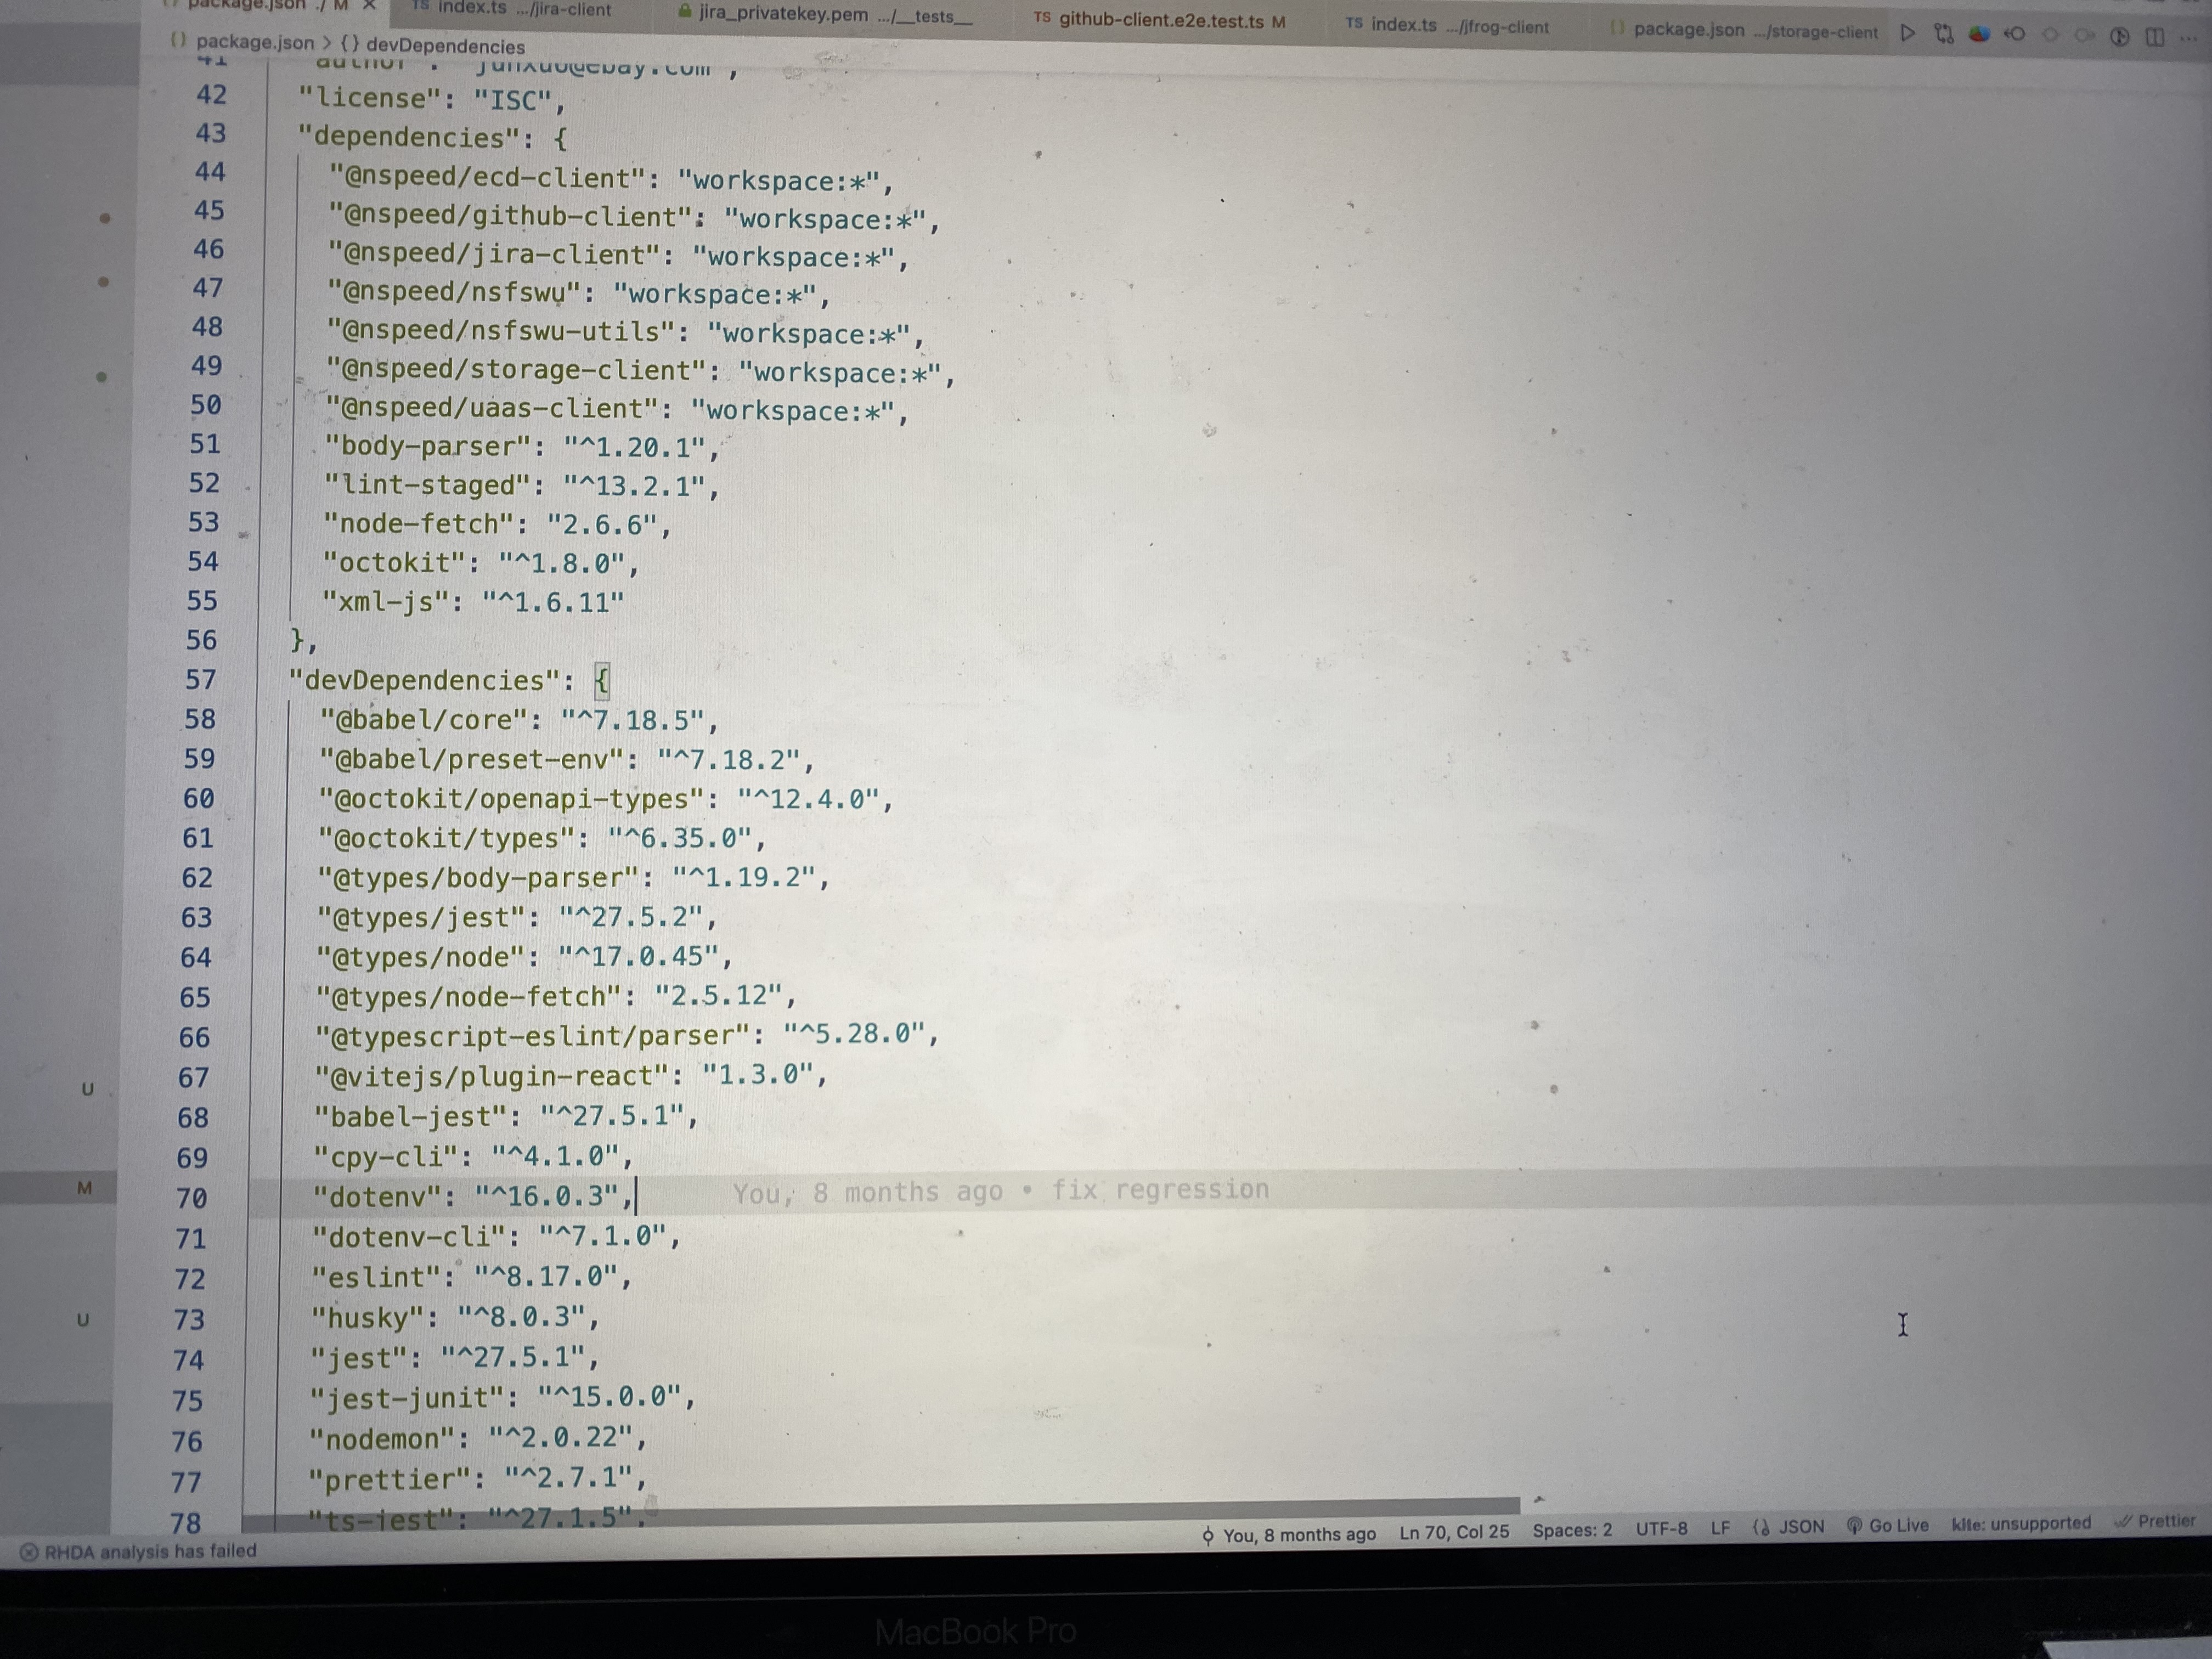 package.json ./ M ×
TS index.ts .../jira-client
jira_privatekey.pem .../__tests__
TS github-client.e2e.test.ts M
TS index.ts .../jfrog-client
{} package.json .../storage-client
{} package.json > {} devDependencies
41 "author": "junxuo@ebay.com",
42 "license": "ISC",
43 "dependencies": {
44 "@nspeed/ecd-client": "workspace:*",
45 "@nspeed/github-client": "workspace:*",
46 "@nspeed/jira-client": "workspace:*",
47 "@nspeed/nsfswu": "workspace:*",
48 "@nspeed/nsfswu-utils": "workspace:*",
49 "@nspeed/storage-client": "workspace:*",
50 "@nspeed/uaas-client": "workspace:*",
51 "body-parser": "^1.20.1",
52 "lint-staged": "^13.2.1",
53 "node-fetch": "2.6.6",
54 "octokit": "^1.8.0",
55 "xml-js": "^1.6.11"
56 },
57 "devDependencies": {
58 "@babel/core": "^7.18.5",
59 "@babel/preset-env": "^7.18.2",
60 "@octokit/openapi-types": "^12.4.0",
61 "@octokit/types": "^6.35.0",
62 "@types/body-parser": "^1.19.2",
63 "@types/jest": "^27.5.2",
64 "@types/node": "^17.0.45",
65 "@types/node-fetch": "2.5.12",
66 "@typescript-eslint/parser": "^5.28.0",
67 "@vitejs/plugin-react": "1.3.0",
68 "babel-jest": "^27.5.1",
69 "cpy-cli": "^4.1.0",
70 "dotenv": "^16.0.3", You, 8 months ago • fix regression
71 "dotenv-cli": "^7.1.0",
72 "eslint": "^8.17.0",
73 "husky": "^8.0.3",
74 "jest": "^27.5.1",
75 "jest-junit": "^15.0.0",
76 "nodemon": "^2.0.22",
77 "prettier": "^2.7.1",
78 "ts-jest": "^27.1.5",
U
M
U
RHDA analysis has failed
You, 8 months ago Ln 70, Col 25 Spaces: 2 UTF-8 LF JSON Go Live kite: unsupported Prettier
MacBook Pro